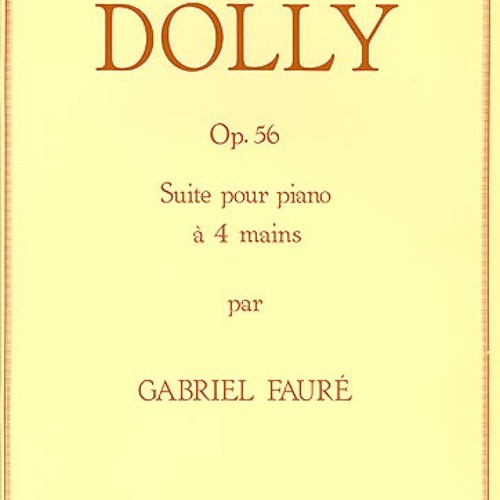 DOLLY
Op. 56
Suite pour piano
à 4 mains
par
GABRIEL FAURÉ